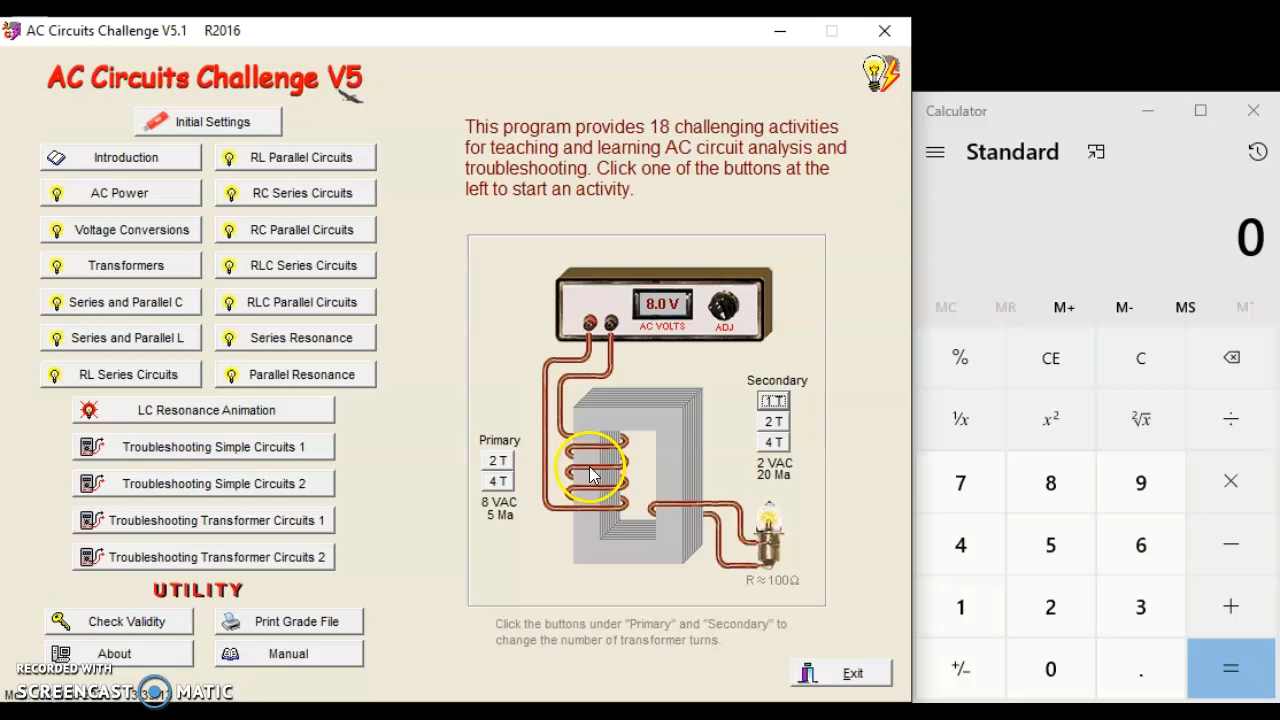 AC Circuits Challenge V5.1 R2016
AC Circuits Challenge V5
Initial Settings
Introduction
RL Parallel Circuits
AC Power
RC Series Circuits
Voltage Conversions
RC Parallel Circuits
Transformers
RLC Series Circuits
Series and Parallel C
RLC Parallel Circuits
Series and Parallel L
Series Resonance
RL Series Circuits
Parallel Resonance
LC Resonance Animation
Troubleshooting Simple Circuits 1
Troubleshooting Simple Circuits 2
Troubleshooting Transformer Circuits 1
Troubleshooting Transformer Circuits 2
UTILITY
Check Validity
Print Grade File
About
Manual
RECORDED WITH
SCREENCAST MATIC
This program provides 18 challenging activities
for teaching and learning AC circuit analysis and
troubleshooting. Click one of the buttons at the
left to start an activity.
8.0 V
AC VOLTS
ADJ
Primary
2 T
4 T
8 VAC
5 Ma
Secondary
1 T
2 T
4 T
2 VAC
20 Ma
R≈100Ω
Click the buttons under "Primary" and "Secondary" to
change the number of transformer turns.
Exit
Calculator
Standard
0
MC MR M+ M- MS
% CE C
¹/x x² ²√x ÷
7 8 9 ×
4 5 6 −
1 2 3 +
+/− 0 . =